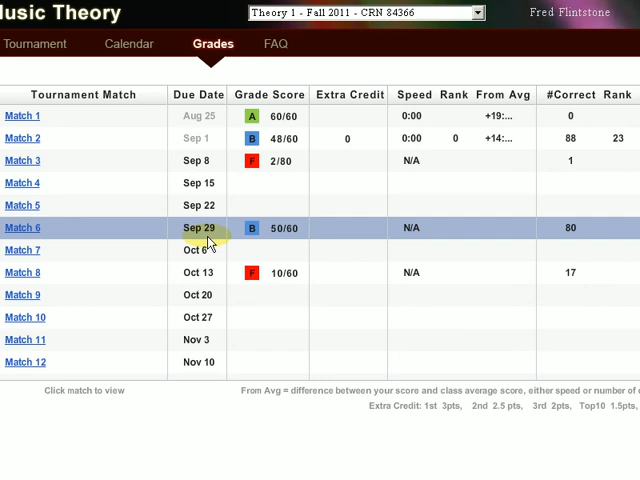 Music Theory
Theory 1 - Fall 2011 - CRN 84366
Fred Flintstone
Tournament Calendar Grades FAQ
Tournament Match Due Date Grade Score Extra Credit Speed Rank From Avg #Correct Rank
Match 1 Aug 25 A 60/60 0:00 +19:... 0
Match 2 Sep 1 B 48/60 0 0:00 0 +14:... 88 23
Match 3 Sep 8 F 2/80 N/A 1
Match 4 Sep 15
Match 5 Sep 22
Match 6 Sep 29 B 50/60 N/A 80
Match 7 Oct 6
Match 8 Oct 13 F 10/60 N/A 17
Match 9 Oct 20
Match 10 Oct 27
Match 11 Nov 3
Match 12 Nov 10
Click match to view
From Avg = difference between your score and class average score, either speed or number of
Extra Credit: 1st 3pts, 2nd 2.5 pts, 3rd 2pts, Top10 1.5pts,